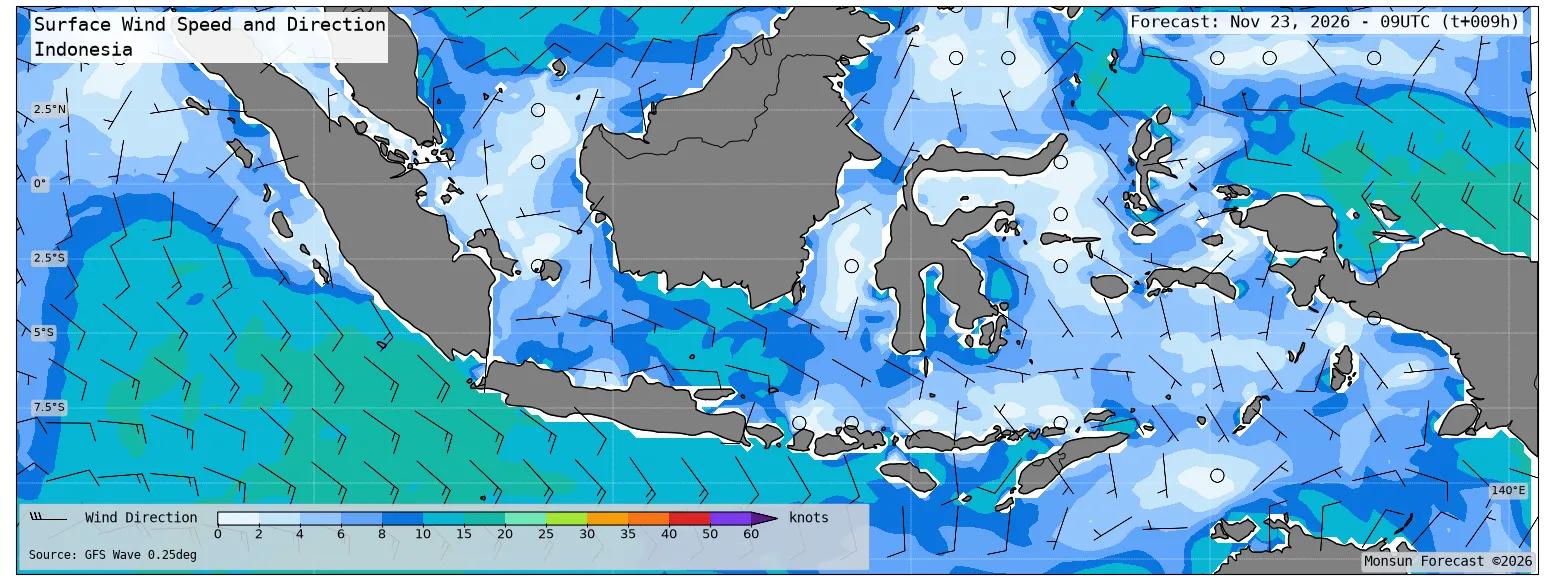 Surface Wind Speed and Direction
Indonesia
Forecast: Nov 23, 2026 - 09UTC (t+009h)
2.5°N
0°
2.5°S
5°S
7.5°S
140°E
Wind Direction
0 2 4 6 8 10 15 20 25 30 35 40 50 60
knots
Source: GFS Wave 0.25deg
Monsun Forecast ©2026